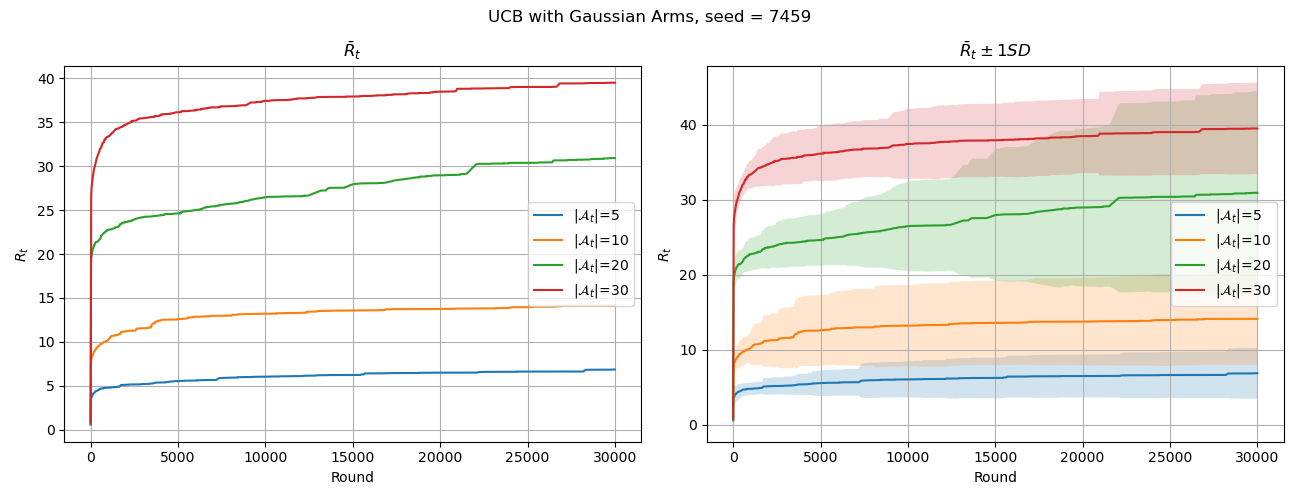 UCB with Gaussian Arms, seed = 7459
R̄_t
40
35
30
25
20
15
10
5
0
R_t
0 5000 10000 15000 20000 25000 30000
Round
|𝒜_t|=5
|𝒜_t|=10
|𝒜_t|=20
|𝒜_t|=30
R̄_t ± 1SD
40
30
20
10
0
R_t
0 5000 10000 15000 20000 25000 30000
Round
|𝒜_t|=5
|𝒜_t|=10
|𝒜_t|=20
|𝒜_t|=30